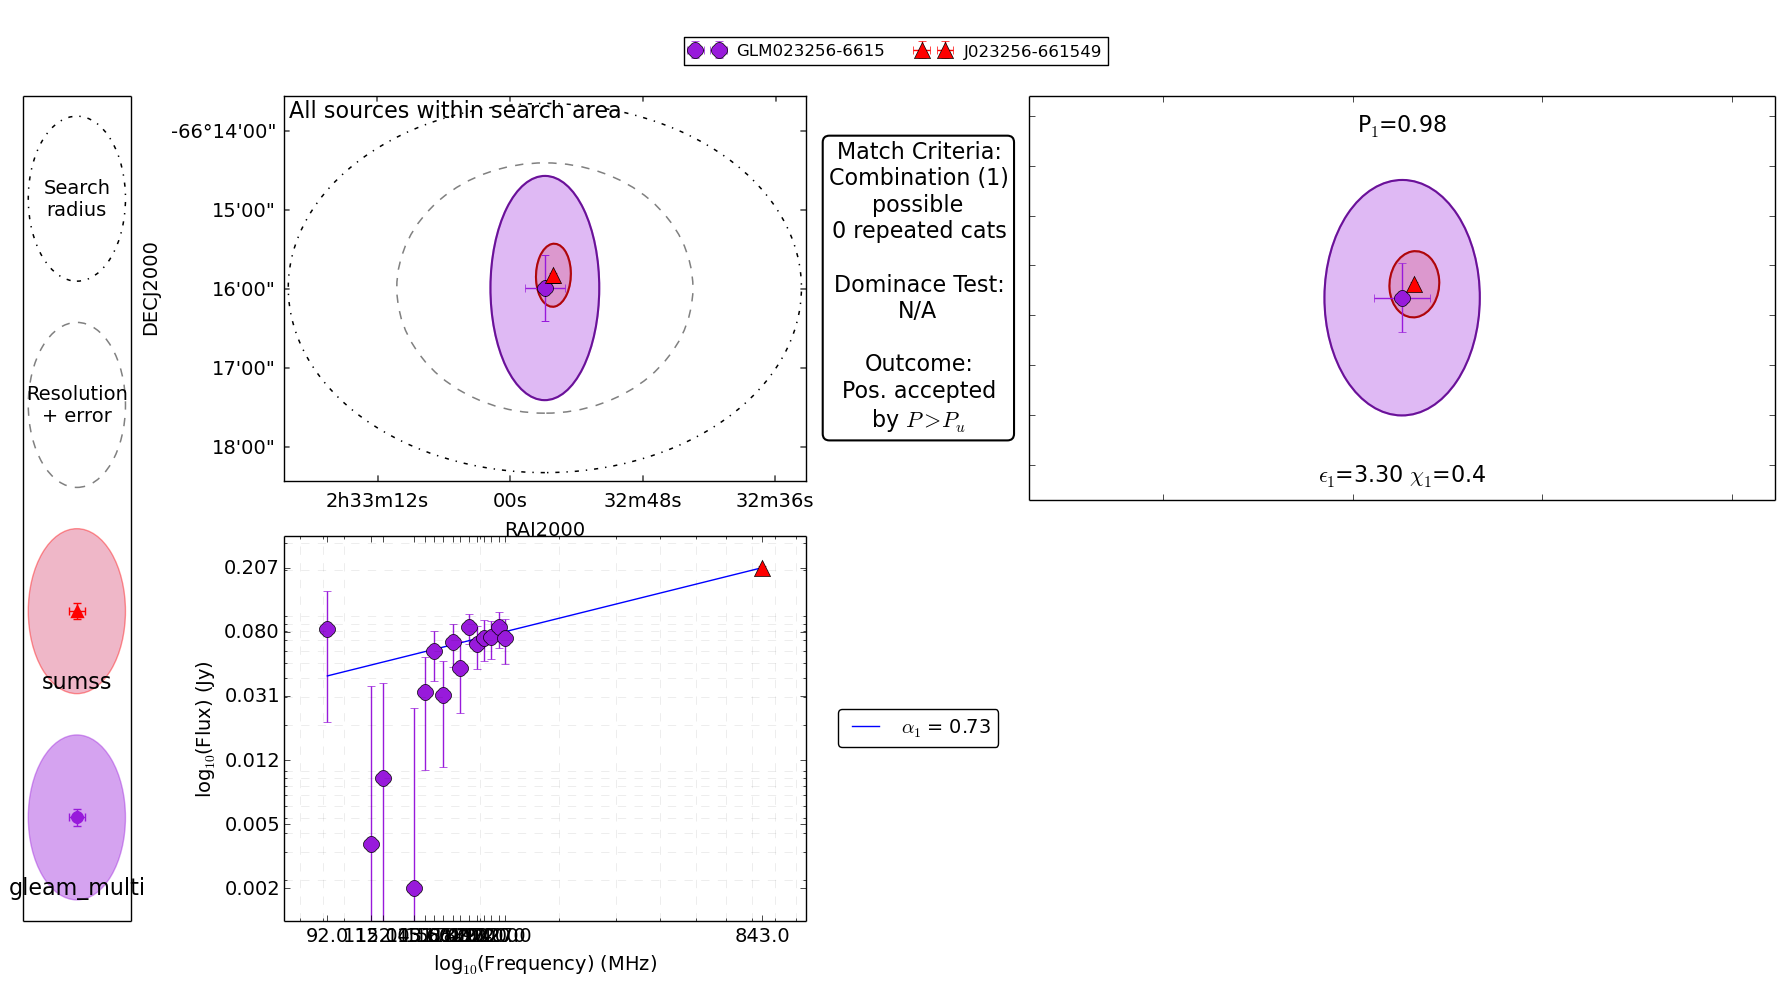 GLM023256-6615 J023256-661549
Search
radius
Resolution
+ error
sumss
gleam_multi
All sources within search area
DECJ2000
-66°14'00"
15'00"
16'00"
17'00"
18'00"
2h33m12s 00s 32m48s 32m36s
RAJ2000
Match Criteria:
Combination (1)
possible
0 repeated cats
Dominace Test:
N/A
Outcome:
Pos. accepted
by P>Pu
P1=0.98
ϵ1=3.30 χ1=0.4
log10(Flux) (Jy)
0.207
0.080
0.031
0.012
0.005
0.002
92.0 843.0
log10(Frequency) (MHz)
α1 = 0.73